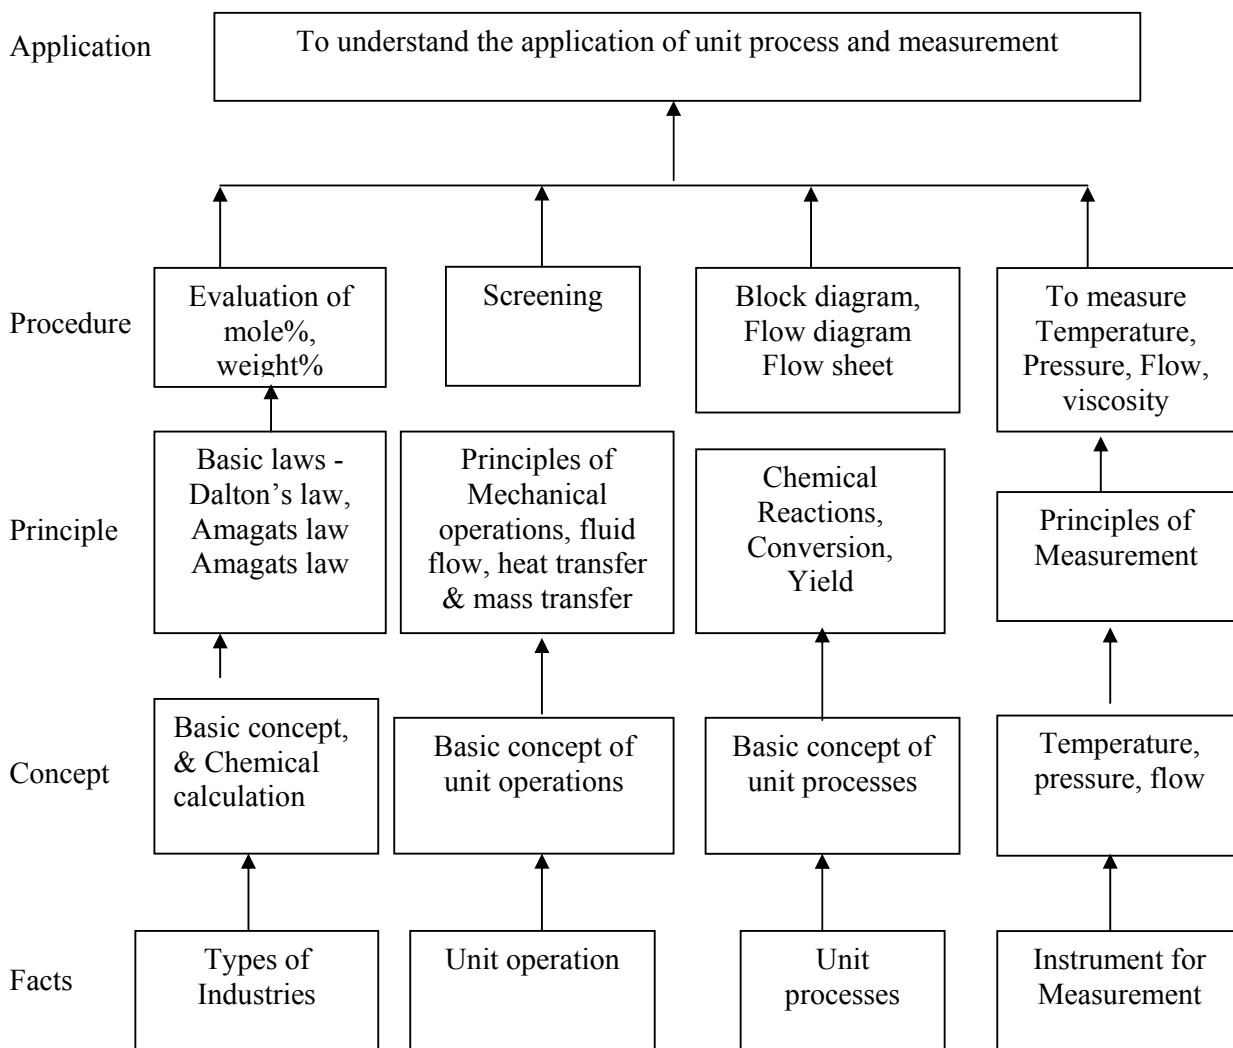 Application
To understand the application of unit process and measurement
Procedure
Evaluation of
mole%,
weight%
Screening
Block diagram,
Flow diagram
Flow sheet
To measure
Temperature,
Pressure, Flow,
viscosity
Principle
Basic laws -
Dalton’s law,
Amagats law
Amagats law
Principles of
Mechanical
operations, fluid
flow, heat transfer
& mass transfer
Chemical
Reactions,
Conversion,
Yield
Principles of
Measurement
Concept
Basic concept,
& Chemical
calculation
Basic concept of
unit operations
Basic concept of
unit processes
Temperature,
pressure, flow
Facts
Types of
Industries
Unit operation
Unit
processes
Instrument for
Measurement